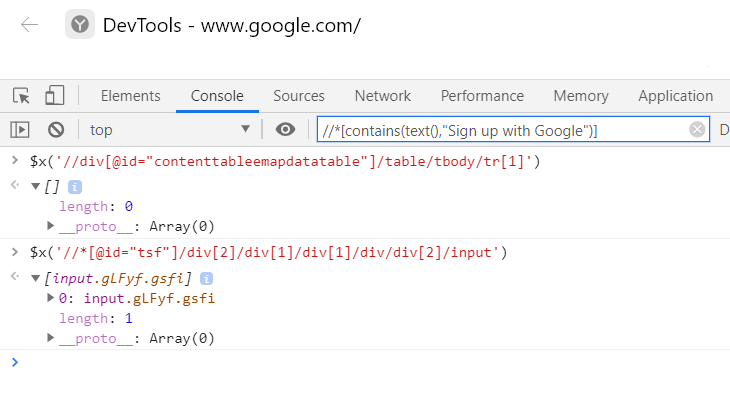 DevTools - www.google.com/
Elements Console Sources Network Performance Memory Application
top //*[contains(text(),"Sign up with Google")] D
$x('//div[@id="contenttableemapdatatable"]/table/tbody/tr[1]')
[] i
length: 0
__proto__: Array(0)
$x('//*[@id="tsf"]/div[2]/div[1]/div[1]/div/div[2]/input')
[input.gLFyf.gsfi] i
0: input.gLFyf.gsfi
length: 1
__proto__: Array(0)